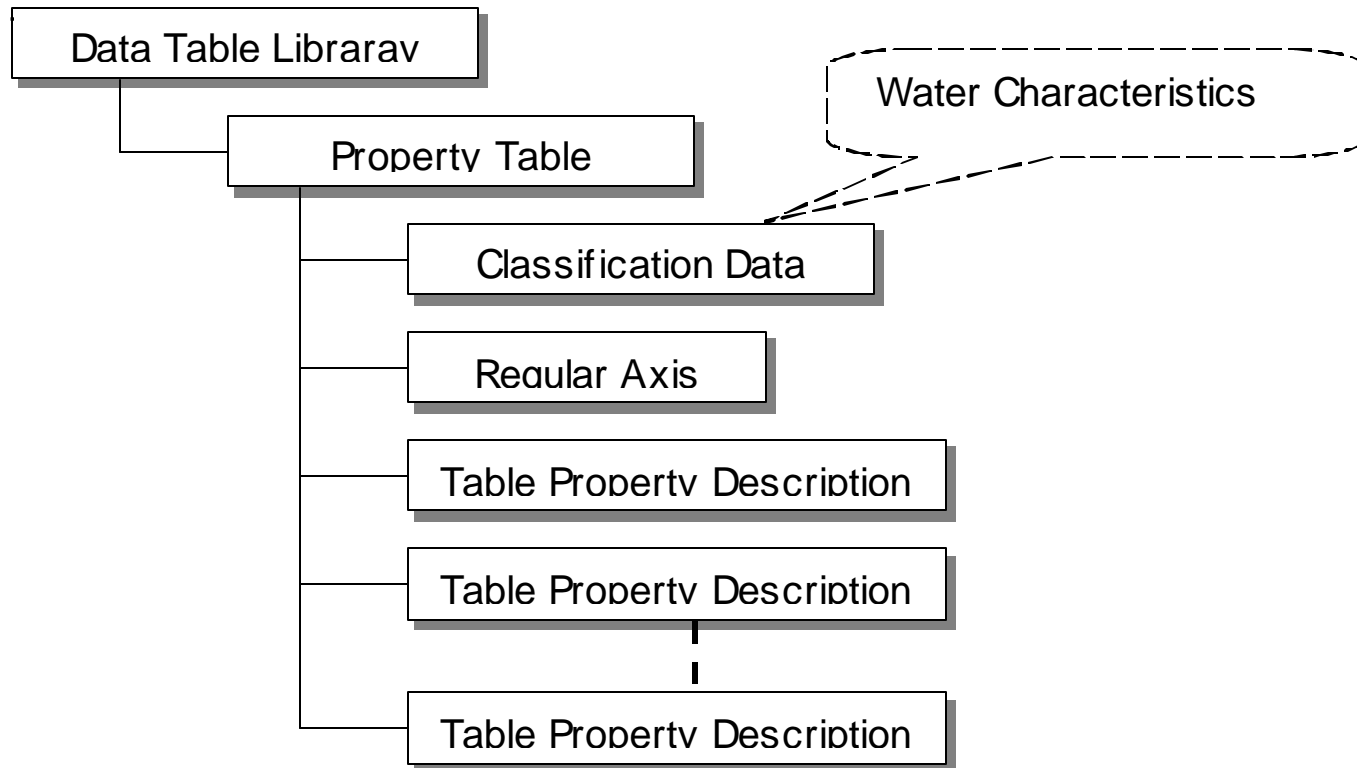 Data Table Libraray
Water Characteristics
Property Table
Classification Data
Regular Axis
Table Property Description
Table Property Description
Table Property Description